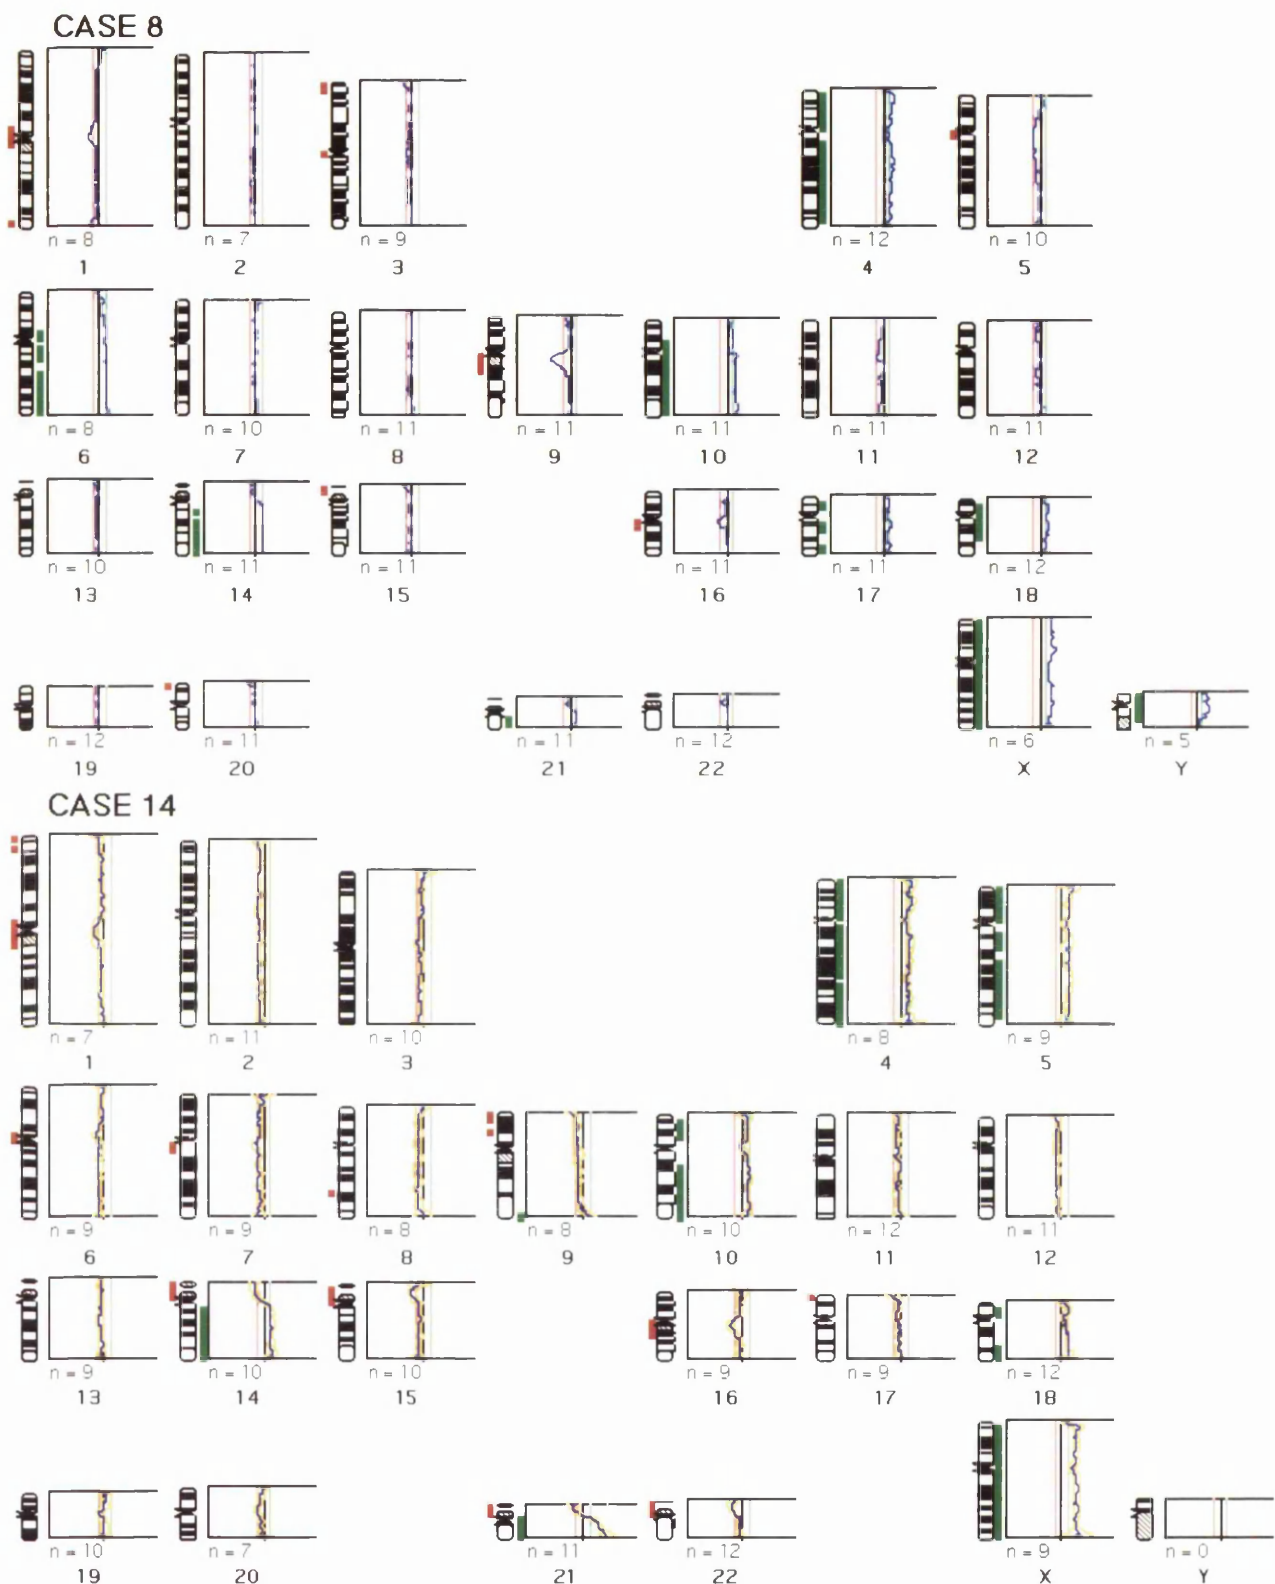 CASE 8
n = 8 n = 7 n = 9 n = 12 n = 10
1 2 3 4 5
n = 8 n = 10 n = 11 n = 11 n = 11 n = 11 n = 11
6 7 8 9 10 11 12
n = 10 n = 11 n = 11 n = 11 n = 11 n = 12
13 14 15 16 17 18
n = 12 n = 11 n = 11 n = 12 n = 6 n = 5
19 20 21 22 X Y
CASE 14
n = 7 n = 11 n = 10 n = 8 n = 9
1 2 3 4 5
n = 9 n = 9 n = 8 n = 8 n = 10 n = 12 n = 11
6 7 8 9 10 11 12
n = 9 n = 10 n = 10 n = 9 n = 9 n = 12
13 14 15 16 17 18
n = 10 n = 7 n = 11 n = 12 n = 9 n = 0
19 20 21 22 X Y